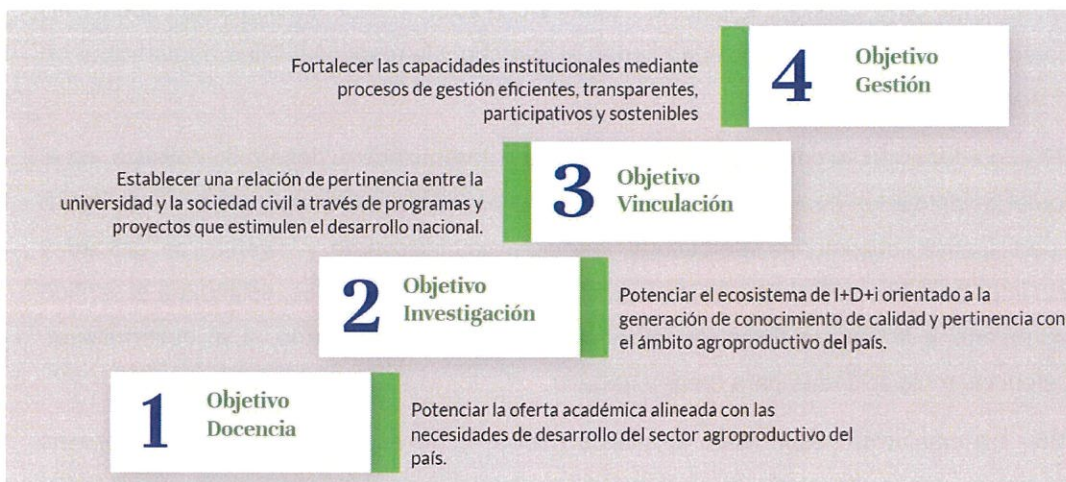 Fortalecer las capacidades institucionales mediante
procesos de gestión eficientes, transparentes,
participativos y sostenibles
4
Objetivo
Gestión
Establecer una relación de pertinencia entre la
universidad y la sociedad civil a través de programas y
proyectos que estimulen el desarrollo nacional.
3
Objetivo
Vinculación
2
Objetivo
Investigación
Potenciar el ecosistema de I+D+i orientado a la
generación de conocimiento de calidad y pertinencia con
el ámbito agroproductivo del país.
1
Objetivo
Docencia
Potenciar la oferta académica alineada con las
necesidades de desarrollo del sector agroproductivo del
país.